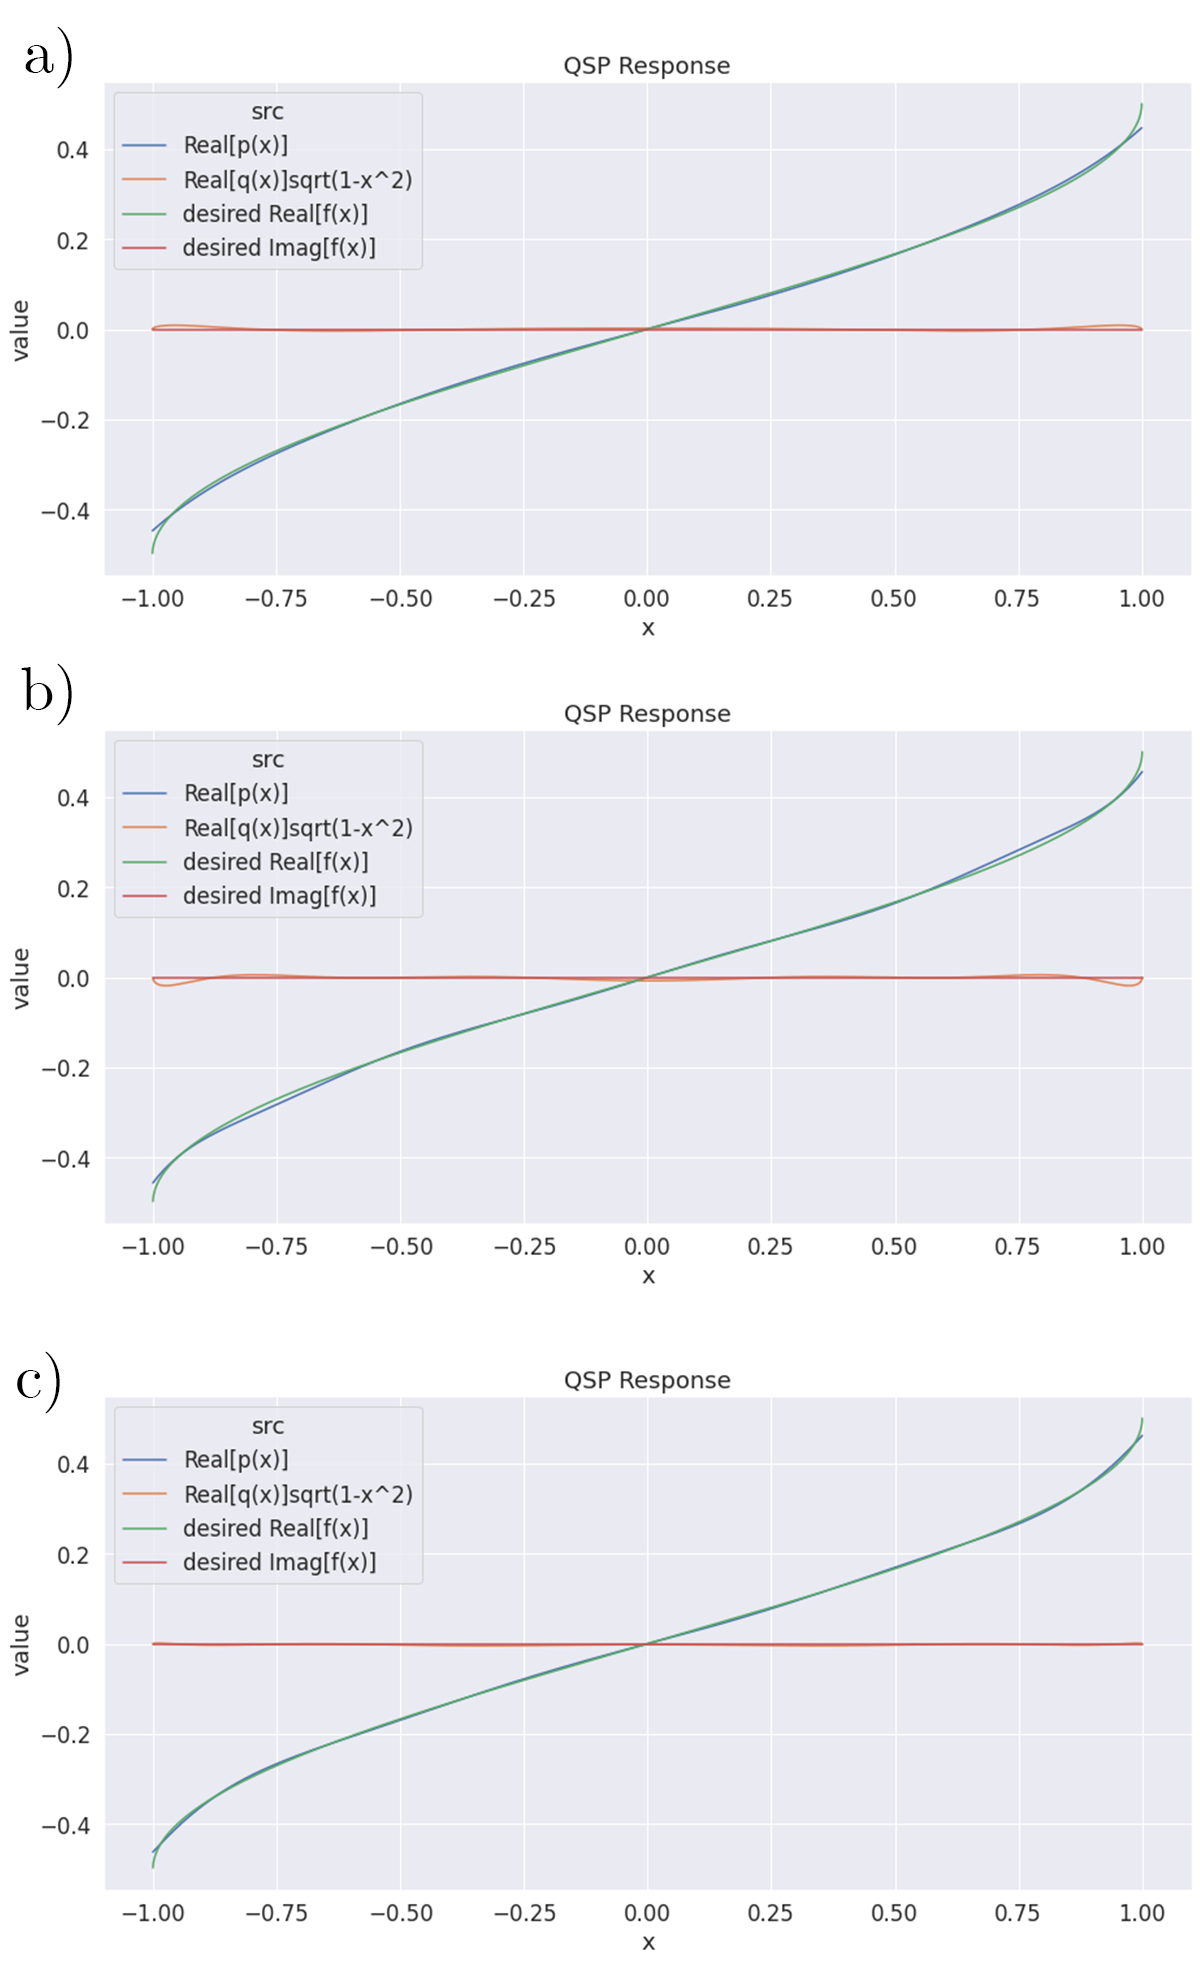 a)
QSP Response
src
Real[p(x)]
Real[q(x)]sqrt(1-x^2)
desired Real[f(x)]
desired Imag[f(x)]
value
0.4
0.2
0.0
−0.2
−0.4
−1.00 −0.75 −0.50 −0.25 0.00 0.25 0.50 0.75 1.00
x
b)
QSP Response
src
Real[p(x)]
Real[q(x)]sqrt(1-x^2)
desired Real[f(x)]
desired Imag[f(x)]
value
0.4
0.2
0.0
−0.2
−0.4
−1.00 −0.75 −0.50 −0.25 0.00 0.25 0.50 0.75 1.00
x
c)
QSP Response
src
Real[p(x)]
Real[q(x)]sqrt(1-x^2)
desired Real[f(x)]
desired Imag[f(x)]
value
0.4
0.2
0.0
−0.2
−0.4
−1.00 −0.75 −0.50 −0.25 0.00 0.25 0.50 0.75 1.00
x